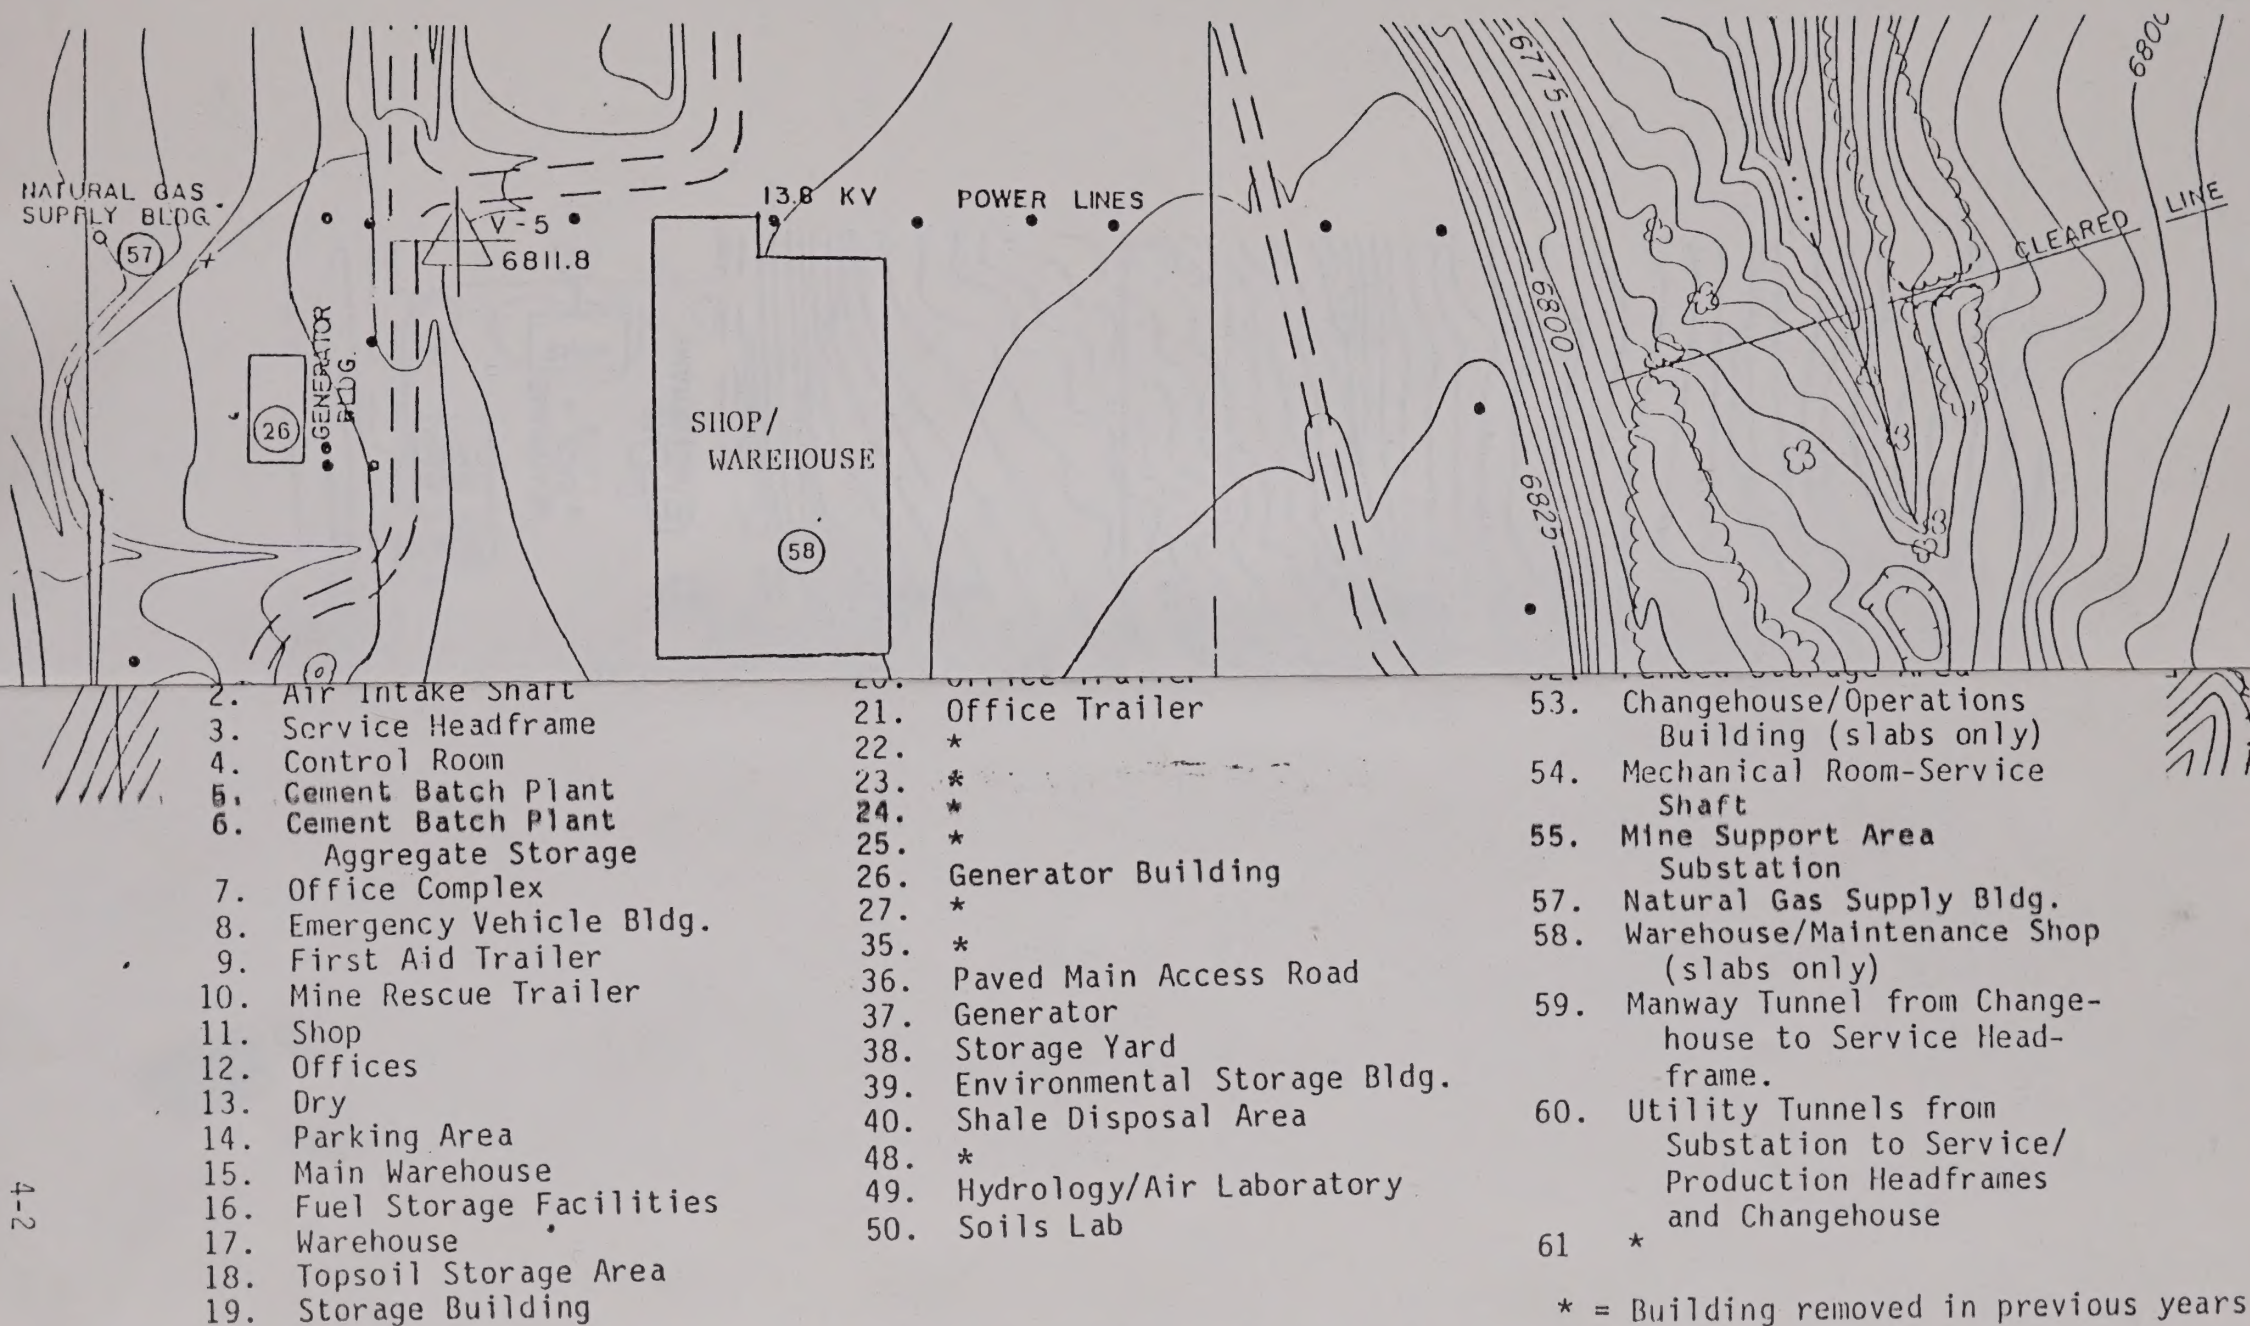 6775
6800
NATURAL GAS
SUPPLY BLDG.
57
13.8 KV POWER LINES
V-5
6811.8
CLEARED LINE
GENERATOR
BLDG.
26
6800
SHOP/
WAREHOUSE
58
6825
2. Air Intake Shaft
3. Service Headframe
4. Control Room
5. Cement Batch Plant
6. Cement Batch Plant
Aggregate Storage
7. Office Complex
8. Emergency Vehicle Bldg.
9. First Aid Trailer
10. Mine Rescue Trailer
11. Shop
12. Offices
13. Dry
14. Parking Area
15. Main Warehouse
16. Fuel Storage Facilities
17. Warehouse
18. Topsoil Storage Area
19. Storage Building
20. Office Trailer
21. Office Trailer
22. *
23. *
24. *
25. *
26. Generator Building
27. *
35. *
36. Paved Main Access Road
37. Generator
38. Storage Yard
39. Environmental Storage Bldg.
40. Shale Disposal Area
48. *
49. Hydrology/Air Laboratory
50. Soils Lab
53. Changehouse/Operations
Building (slabs only)
54. Mechanical Room-Service
Shaft
55. Mine Support Area
Substation
57. Natural Gas Supply Bldg.
58. Warehouse/Maintenance Shop
(slabs only)
59. Manway Tunnel from Change-
house to Service Head-
frame.
60. Utility Tunnels from
Substation to Service/
Production Headframes
and Changehouse
61 *
* = Building removed in previous years
4-2